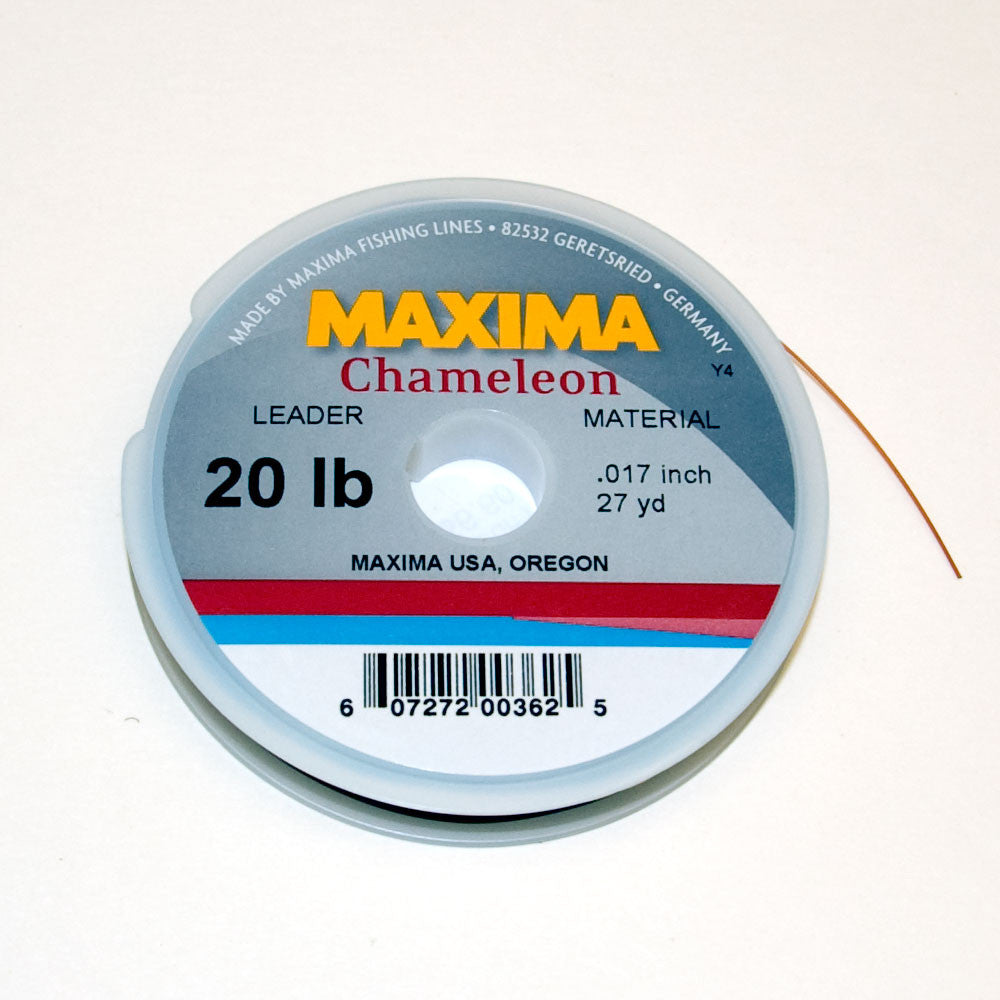 MADE BY MAXIMA FISHING LINES • 82532 GERETSRIED • GERMANY
MAXIMA
Chameleon
Y4
LEADER MATERIAL
20 lb
.017 inch
27 yd
MAXIMA USA, OREGON
6 07272 00362 5